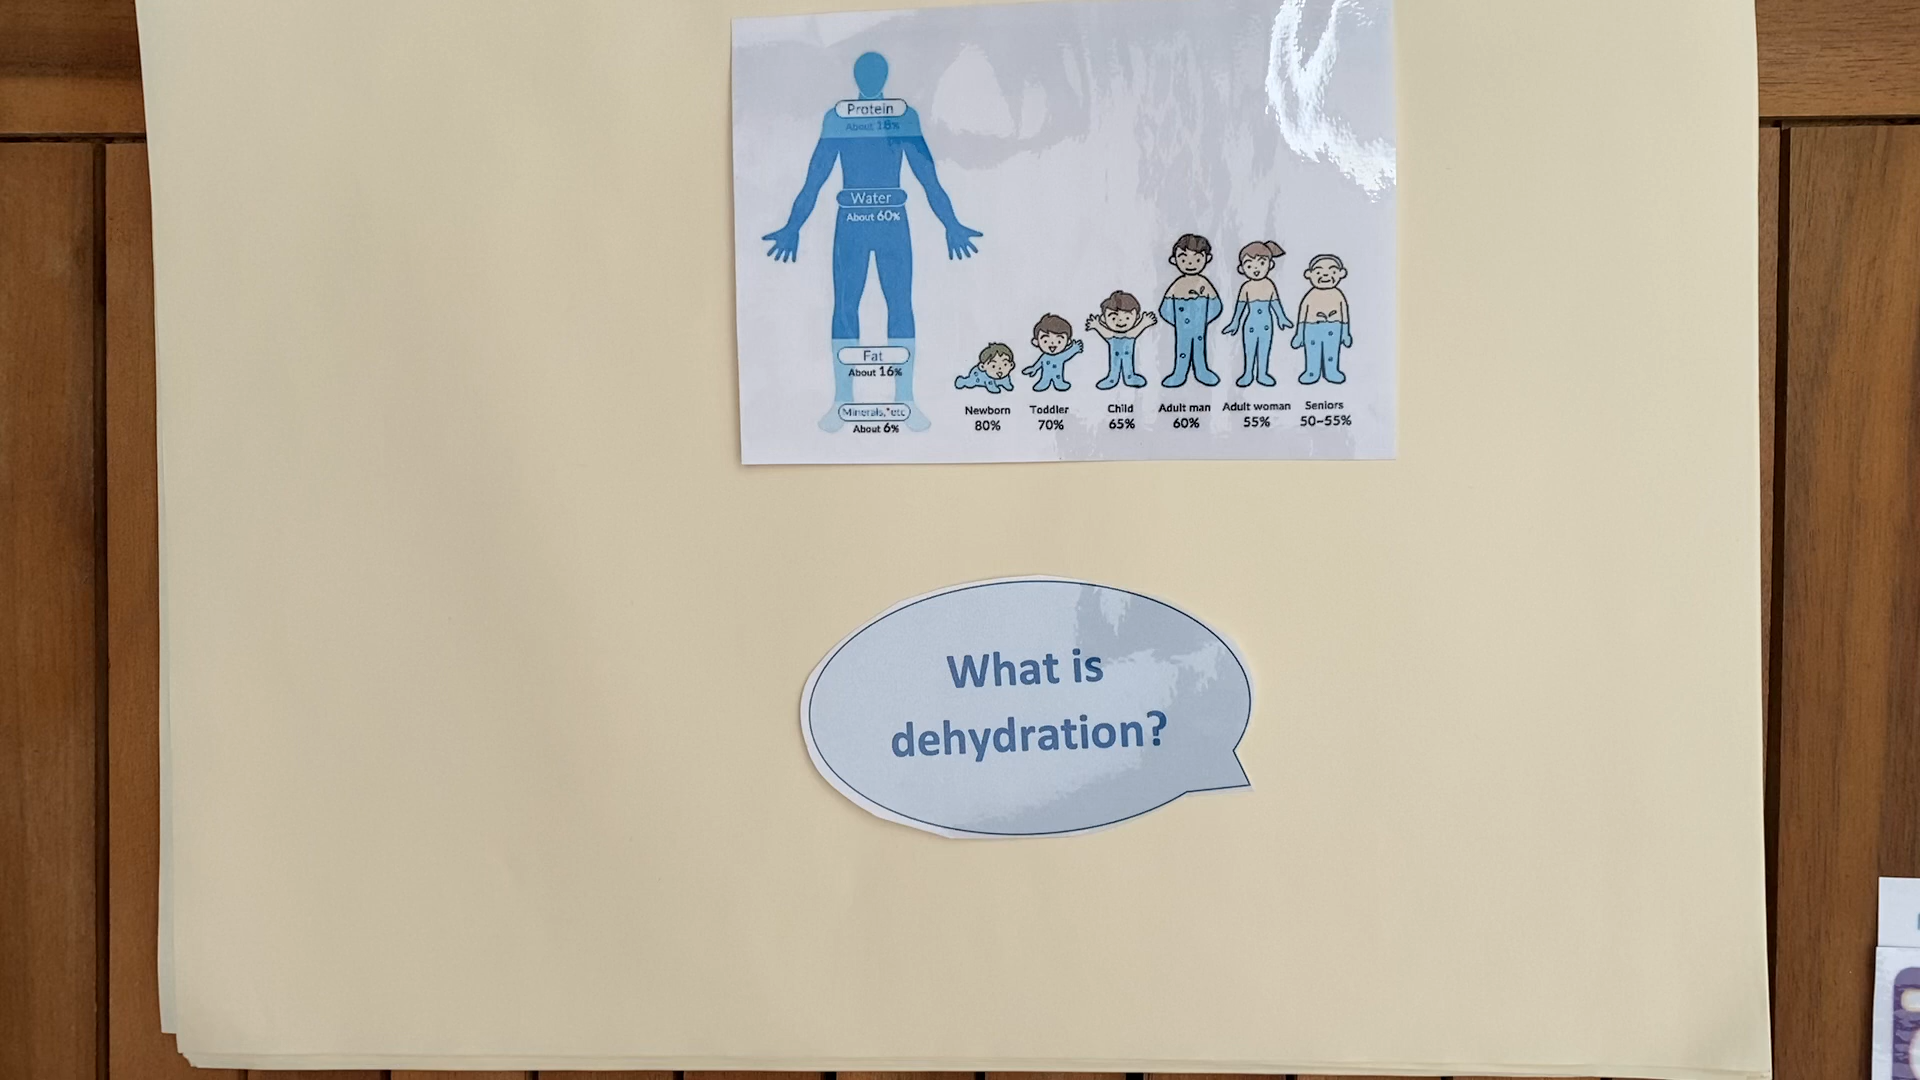 Protein
About 18%
Water
About 60%
Fat
About 16%
Minerals,*etc
About 6%
Newborn
80%
Toddler
70%
Child
65%
Adult man
60%
Adult woman
55%
Seniors
50~55%
What is
dehydration?